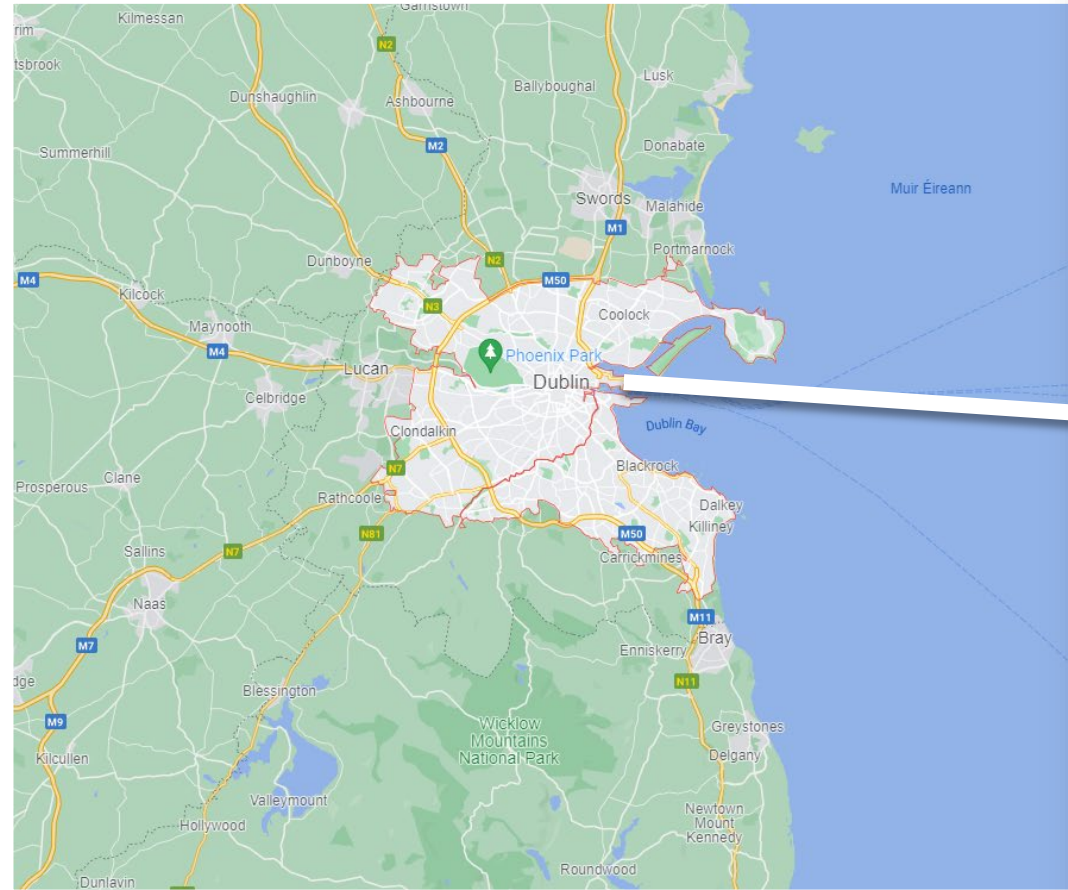 Garristown
Kilmessan
rim
N2
tsbrook
Lusk
Ballyboughal
Dunshaughlin
Ashbourne
M2
Donabate
Summerhill
Muir Éireann
Swords
Malahide
M1
Portmarnock
Dunboyne
N2
M4
M50
Kilcock
N3
Coolock
Maynooth
M4
Phoenix Park
Lucan
Dublin
Celbridge
Dublin Bay
Clondalkin
Blackrock
N7
Clane
Prosperous
Rathcoole
Dalkey
Killiney
N81
M50
Sallins
N7
Carrickmines
Naas
M11
M7
Bray
Enniskerry
dge
N11
Blessington
M9
Wicklow
Mountains
National Park
Greystones
Delgany
Kilcullen
Valleymount
Newtown
Mount
Kennedy
Hollywood
Roundwood
Dunlavin